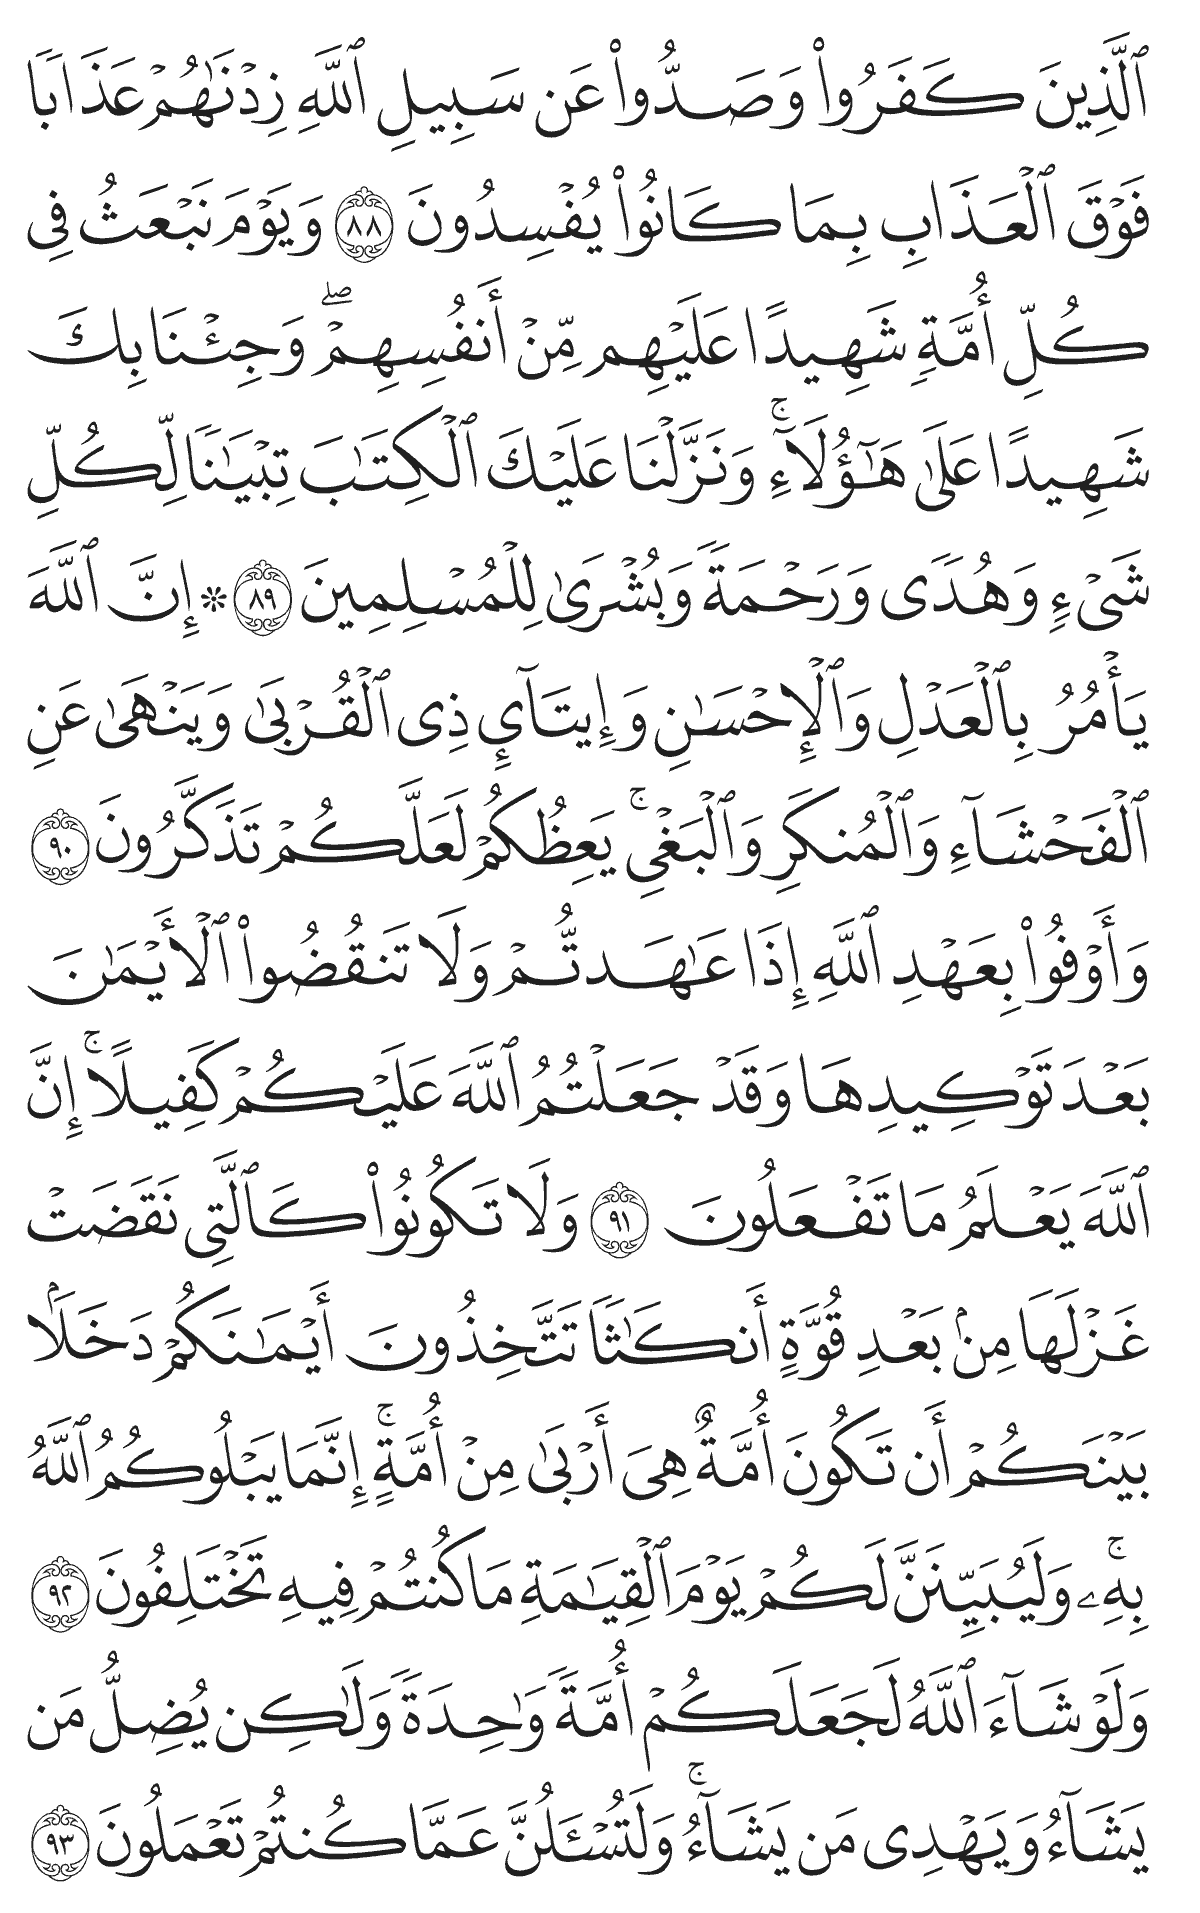 ٱلَّذِينَ كَفَرُوا۟ وَصَدُّوا۟ عَن سَبِيلِ ٱللَّهِ زِدْنَـٰهُمْ عَذَابًا
فَوْقَ ٱلْعَذَابِ بِمَا كَانُوا۟ يُفْسِدُونَ ٨٨ وَيَوْمَ نَبْعَثُ فِى
كُلِّ أُمَّةٍ شَهِيدًا عَلَيْهِم مِّنْ أَنفُسِهِمْ ۖ وَجِئْنَا بِكَ
شَهِيدًا عَلَىٰ هَـٰٓؤُلَآءِ ۚ وَنَزَّلْنَا عَلَيْكَ ٱلْكِتَـٰبَ تِبْيَـٰنًا لِّكُلِّ
شَىْءٍ وَهُدًى وَرَحْمَةً وَبُشْرَىٰ لِلْمُسْلِمِينَ ٨٩ * إِنَّ ٱللَّهَ
يَأْمُرُ بِٱلْعَدْلِ وَٱلْإِحْسَـٰنِ وَإِيتَآئِ ذِى ٱلْقُرْبَىٰ وَيَنْهَىٰ عَنِ
ٱلْفَحْشَآءِ وَٱلْمُنكَرِ وَٱلْبَغْىِ ۚ يَعِظُكُمْ لَعَلَّكُمْ تَذَكَّرُونَ ٩٠
وَأَوْفُوا۟ بِعَهْدِ ٱللَّهِ إِذَا عَـٰهَدتُّمْ وَلَا تَنقُضُوا۟ ٱلْأَيْمَـٰنَ
بَعْدَ تَوْكِيدِهَا وَقَدْ جَعَلْتُمُ ٱللَّهَ عَلَيْكُمْ كَفِيلًا ۚ إِنَّ
ٱللَّهَ يَعْلَمُ مَا تَفْعَلُونَ ٩١ وَلَا تَكُونُوا۟ كَٱلَّتِى نَقَضَتْ
غَزْلَهَا مِنۢ بَعْدِ قُوَّةٍ أَنكَـٰثًا تَتَّخِذُونَ أَيْمَـٰنَكُمْ دَخَلًۢا
بَيْنَكُمْ أَن تَكُونَ أُمَّةٌ هِىَ أَرْبَىٰ مِنْ أُمَّةٍ ۚ إِنَّمَا يَبْلُوكُمُ ٱللَّهُ
بِهِۦ ۚ وَلَيُبَيِّنَنَّ لَكُمْ يَوْمَ ٱلْقِيَـٰمَةِ مَا كُنتُمْ فِيهِ تَخْتَلِفُونَ ٩٢
وَلَوْ شَآءَ ٱللَّهُ لَجَعَلَكُمْ أُمَّةً وَٰحِدَةً وَلَـٰكِن يُضِلُّ مَن
يَشَآءُ وَيَهْدِى مَن يَشَآءُ ۚ وَلَتُسْـَٔلُنَّ عَمَّا كُنتُمْ تَعْمَلُونَ ٩٣